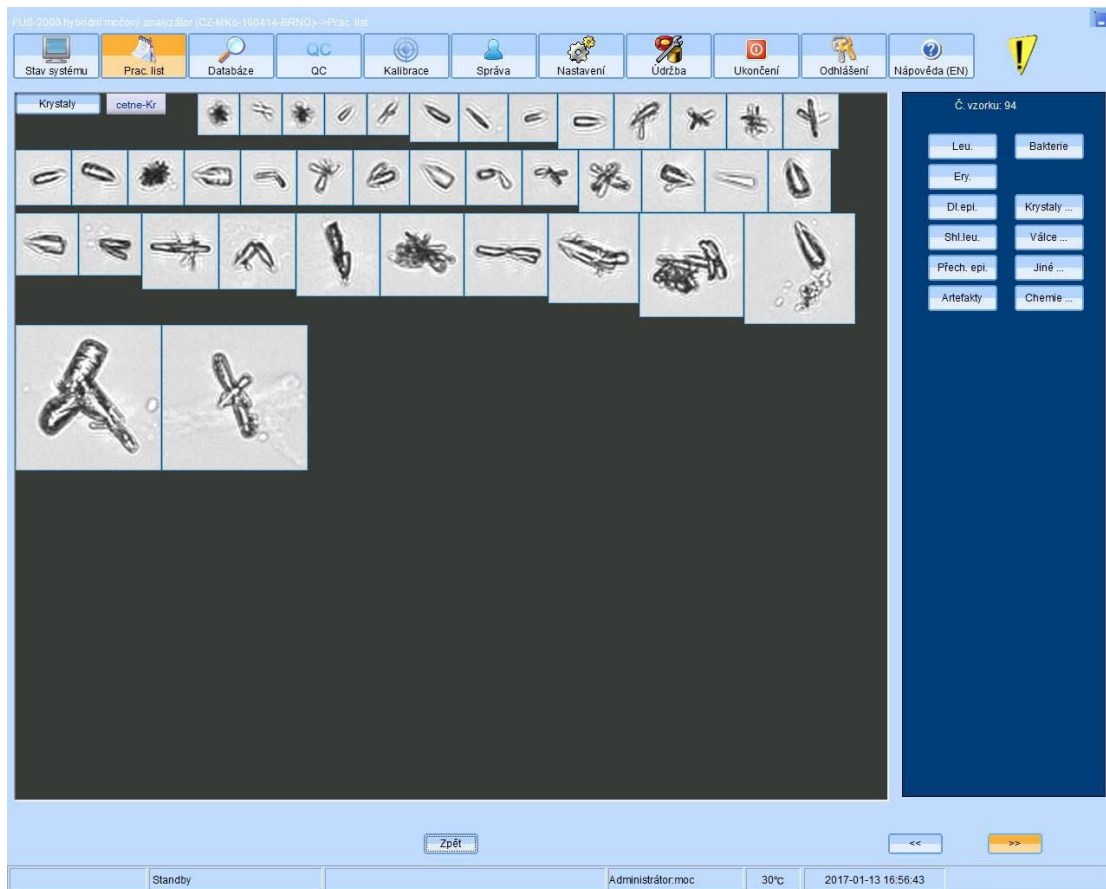 FUS-2000 hybridní močový analyzátor (CZ-MKo-160414-BRNO)-->Prac. list
Stav systému
Prac. list
Databáze
QC
QC
Kalibrace
Správa
Nastavení
Údržba
Ukončení
Odhlášení
Nápověda (EN)
Krystaly
cetne-Kr
Č. vzorku: 94
Leu.
Bakterie
Ery.
Dl.epi.
Krystaly ...
Shl.leu.
Válce ...
Přech. epi.
Jiné ...
Artefakty
Chemie ...
Zpět
<<
>>
Standby
Administrátor:moc
30°C
2017-01-13 16:56:43